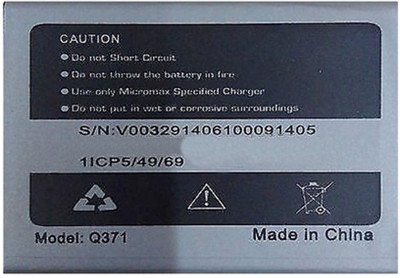 CAUTION
Do not Short Circuit
Do not throw the battery in fire
Use only Micromax Specified Charger
Do not put in wet or corrosive surroundings
S/N:V003291406100091405
1ICP5/49/69
Model: Q371
Made in China